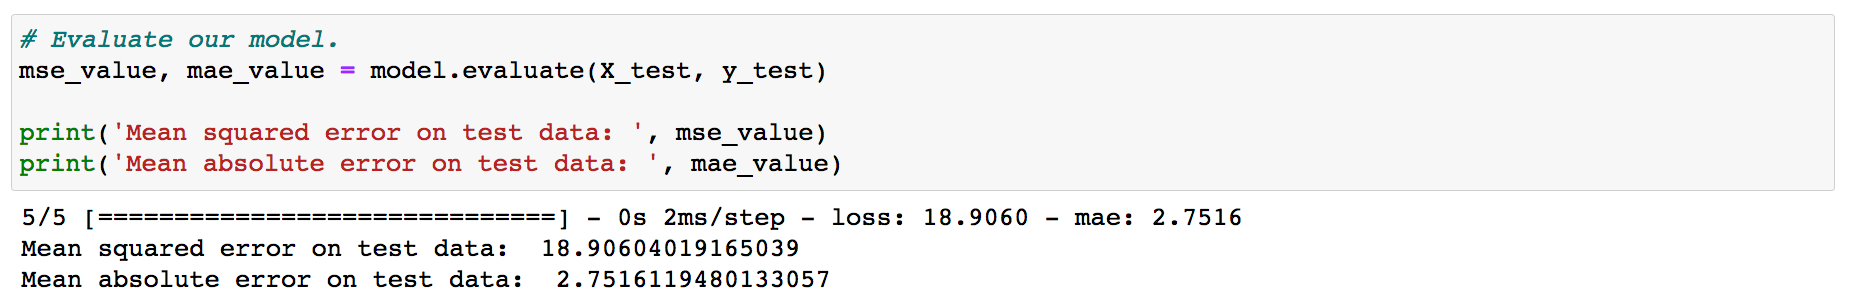 # Evaluate our model.
mse_value, mae_value = model.evaluate(X_test, y_test)
print('Mean squared error on test data: ', mse_value)
print('Mean absolute error on test data: ', mae_value)
5/5 [==============================] - 0s 2ms/step - loss: 18.9060 - mae: 2.7516
Mean squared error on test data:  18.90604019165039
Mean absolute error on test data:  2.7516119480133057